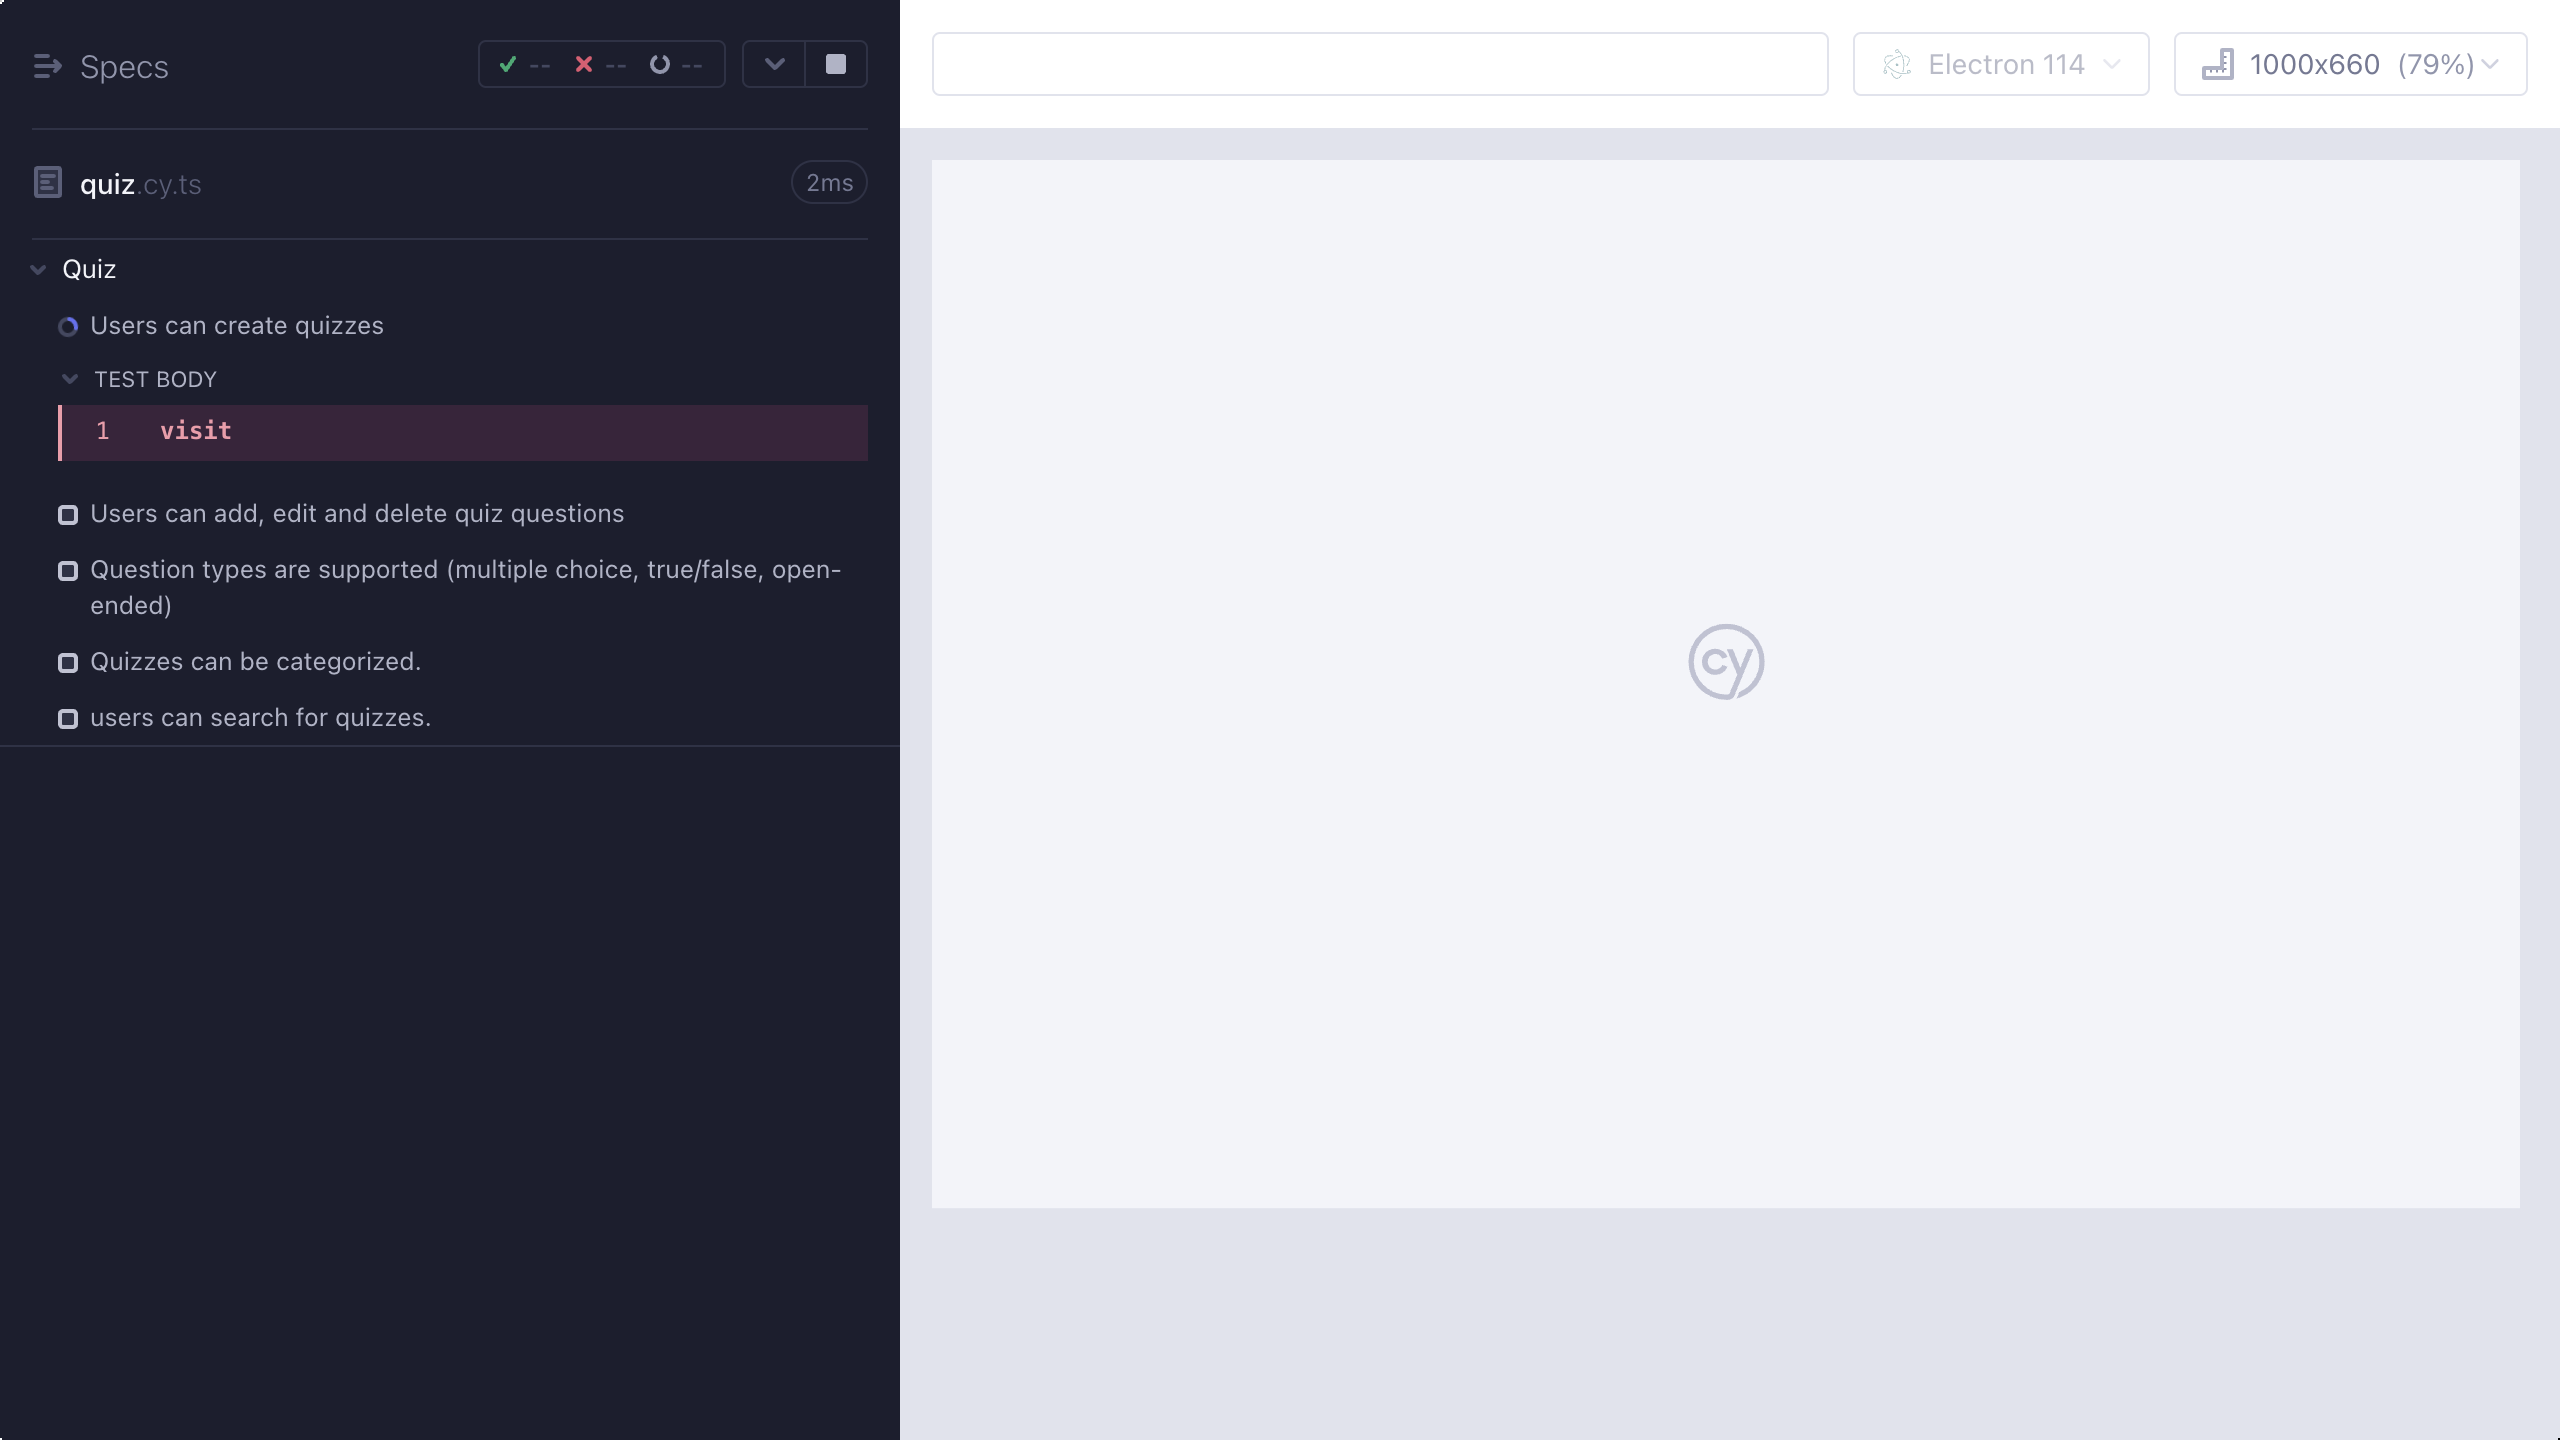 Specs
-- -- --
quiz.cy.ts
2ms
Quiz
Users can create quizzes
TEST BODY
1 visit
Users can add, edit and delete quiz questions
Question types are supported (multiple choice, true/false, open-
ended)
Quizzes can be categorized.
users can search for quizzes.
Electron 114
1000x660 (79%)
cy